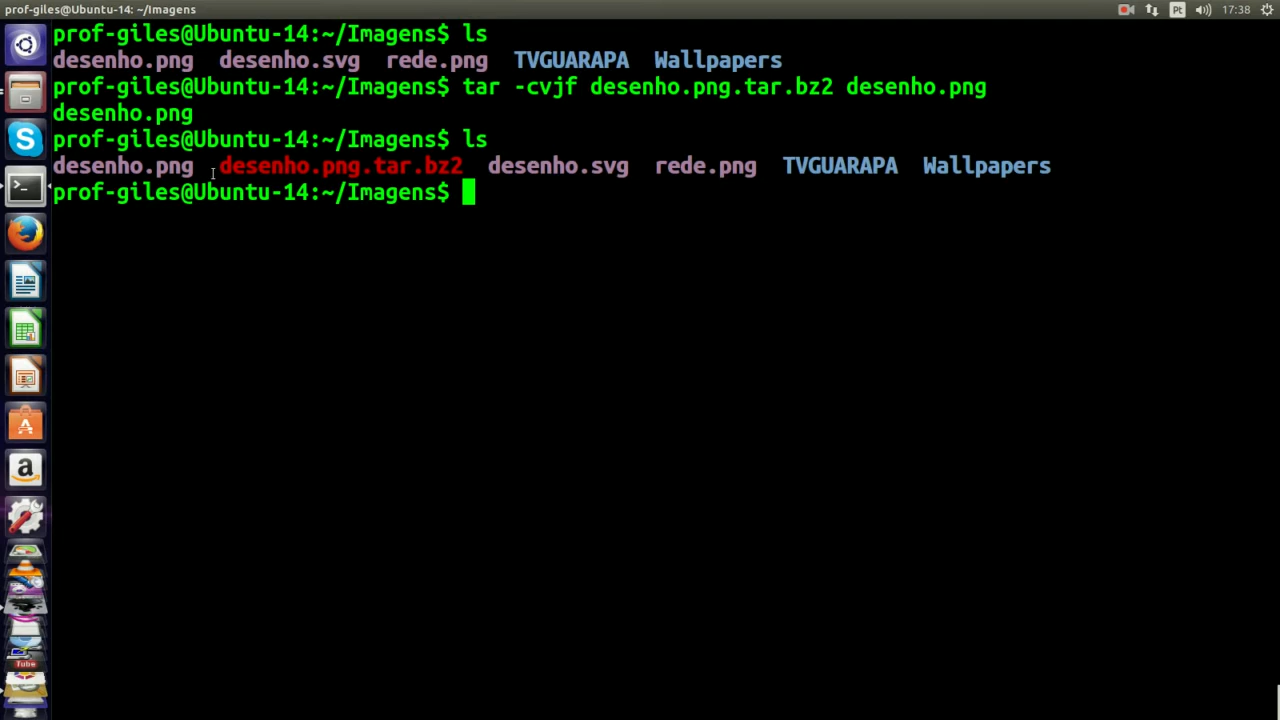 prof-giles@Ubuntu-14: ~/Imagens
Pt
17:38
prof-giles@Ubuntu-14:~/Imagens$ ls
desenho.png  desenho.svg  rede.png  TVGUARAPA  Wallpapers
prof-giles@Ubuntu-14:~/Imagens$ tar -cvjf desenho.png.tar.bz2 desenho.png
desenho.png
prof-giles@Ubuntu-14:~/Imagens$ ls
desenho.png  desenho.png.tar.bz2  desenho.svg  rede.png  TVGUARAPA  Wallpapers
prof-giles@Ubuntu-14:~/Imagens$
Tube